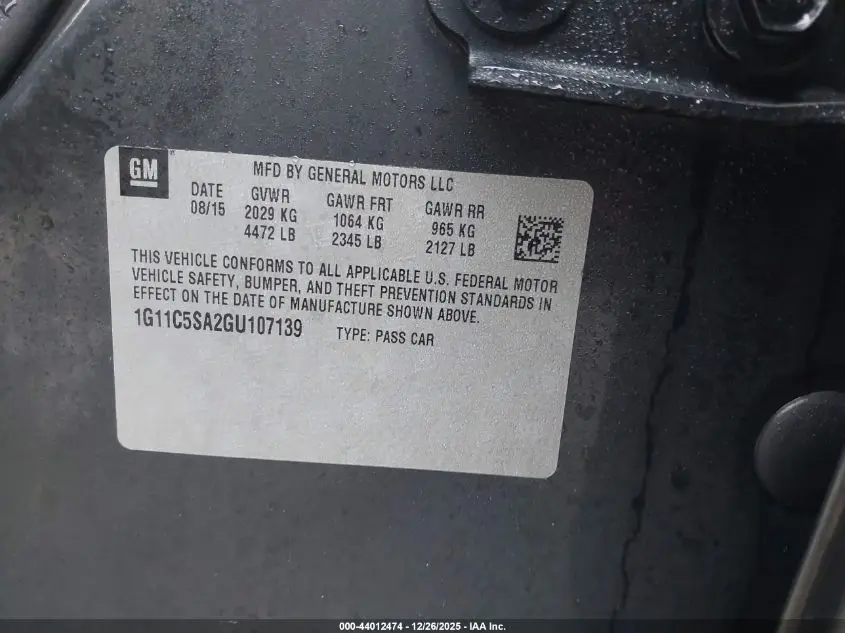 GM
MFD BY GENERAL MOTORS LLC
DATE GVWR GAWR FRT GAWR RR
08/15 2029 KG 1064 KG 965 KG
4472 LB 2345 LB 2127 LB
THIS VEHICLE CONFORMS TO ALL APPLICABLE U.S. FEDERAL MOTOR
VEHICLE SAFETY, BUMPER, AND THEFT PREVENTION STANDARDS IN
EFFECT ON THE DATE OF MANUFACTURE SHOWN ABOVE.
1G11C5SA2GU107139 TYPE: PASS CAR
000-44012474 - 12/26/2025 - IAA Inc.